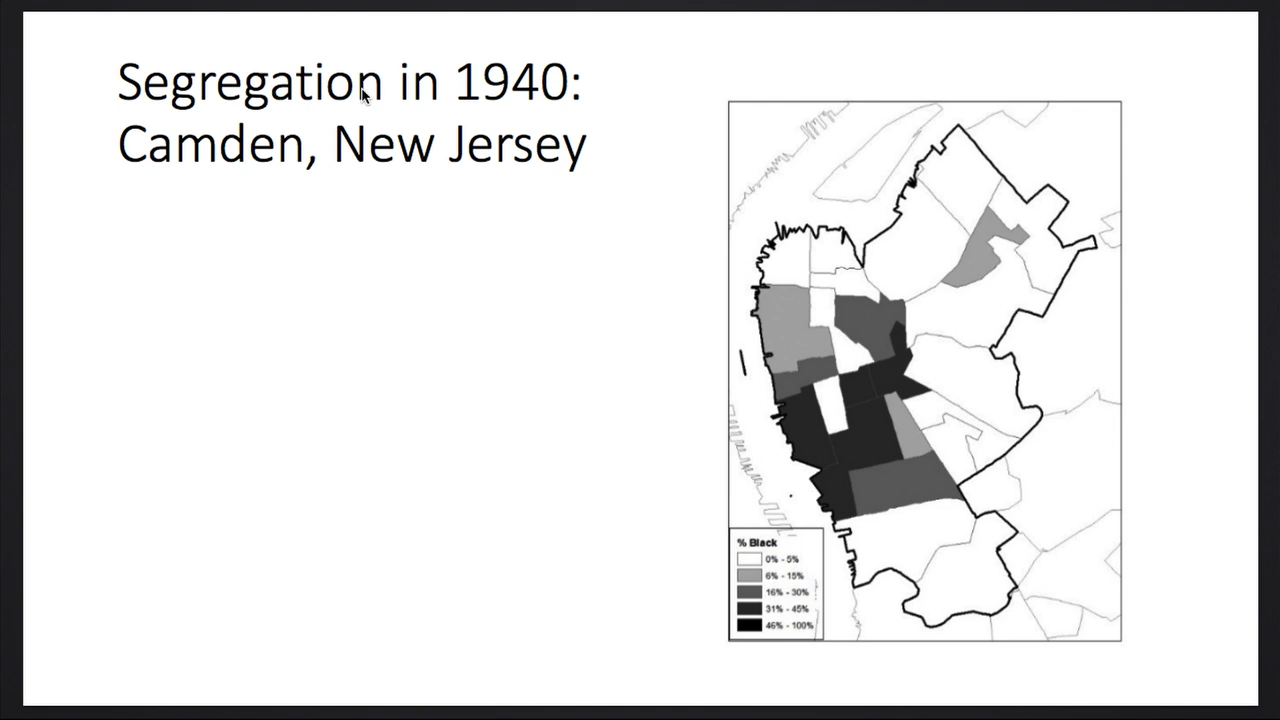 Segregation in 1940:
Camden, New Jersey
% Black
0% - 5%
6% - 15%
16% - 30%
31% - 45%
46% - 100%